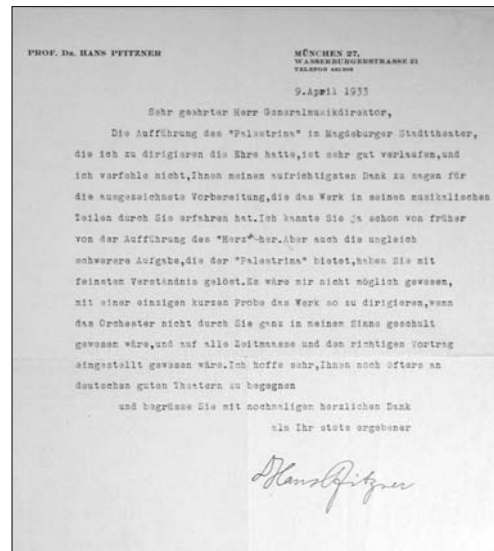 PROF. DR. HANS PFITZNER
MÜNCHEN 27,
WASSERBURGERSTRASSE 21
TELEFON
9.April 1933
Sehr geehrter Herr Generalmusikdirektor,
Die Aufführung des "Palestrina" in Magdeburger Stadttheater,
die ich zu dirigieren die Ehre hatte,ist sehr gut verlaufen,und
ich verfehle nicht,Ihnen meinen aufrichtigsten Dank zu sagen für
die ausgezeichnete Vorbereitung,die das Werk in seinen musikalischen
Teilen durch Sie erfahren hat.Ich kannte Sie ja schon von früher
von der Aufführung des "Herz" her.Aber auch die ungleich
schwerere Aufgabe,die der "Palestrina" bietet,haben Sie mit
feinstem Verständnis gelöst.Es wäre mir nicht möglich gewesen,
mit einer einzigen kurzen Probe das Werk so zu dirigieren,wenn
das Orchester nicht durch Sie ganz in meinem Sinne geschult
gewesen wäre,und auf alle Zeitmaasse und den richtigen Vortrag
eingestellt gewesen wäre.Ich hoffe sehr,Ihnen noch öfters an
deutschen guten Theatern zu begegnen
und begrüsse Sie mit nochmaligen herzlichen Dank
als Ihr stets ergebener
Hans Pfitzner